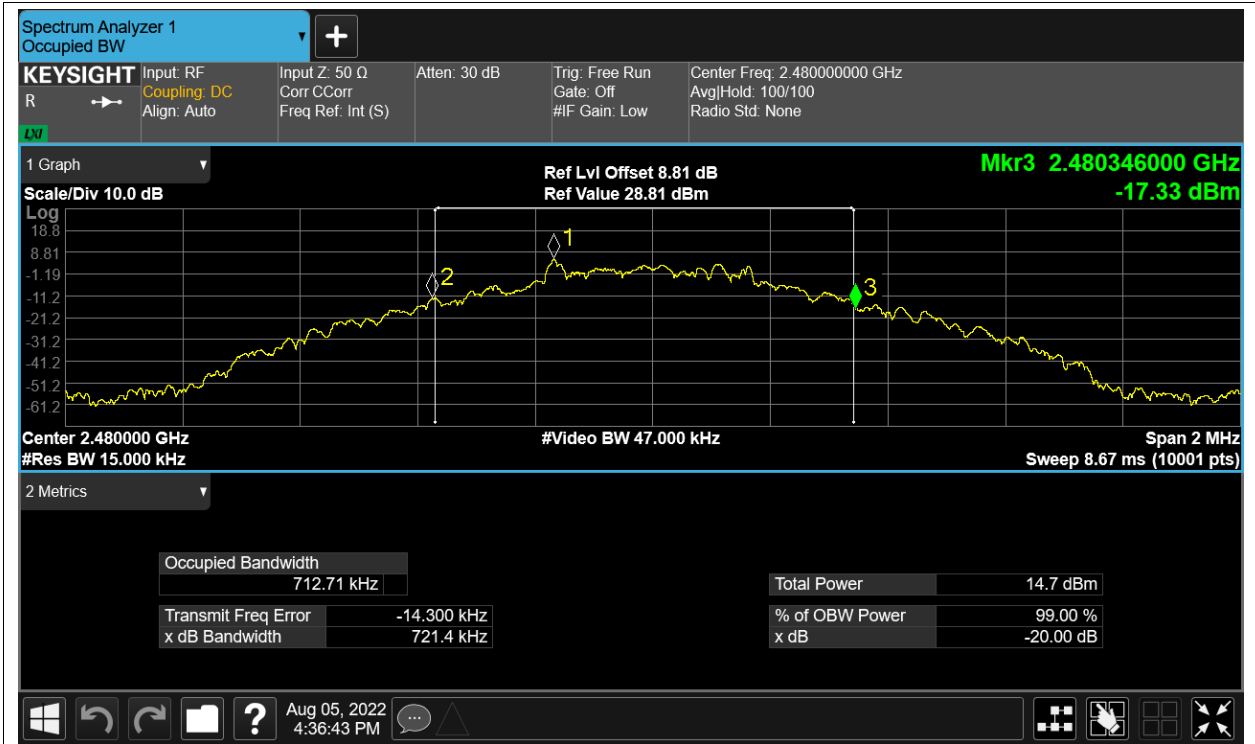 Spectrum Analyzer 1
Occupied BW
KEYSIGHT
R
LXI
Input: RF
Coupling: DC
Align: Auto
Input Z: 50 Ω
Corr CCorr
Freq Ref: Int (S)
Atten: 30 dB
Trig: Free Run
Gate: Off
#IF Gain: Low
Center Freq: 2.480000000 GHz
Avg|Hold: 100/100
Radio Std: None
1 Graph
Scale/Div 10.0 dB
Ref Lvl Offset 8.81 dB
Ref Value 28.81 dBm
Mkr3 2.480346000 GHz
-17.33 dBm
Log
18.8
8.81
-1.19
-11.2
-21.2
-31.2
-41.2
-51.2
-61.2
1
2
3
Center 2.480000 GHz
#Video BW 47.000 kHz
Span 2 MHz
#Res BW 15.000 kHz
Sweep 8.67 ms (10001 pts)
2 Metrics
Occupied Bandwidth
712.71 kHz
Transmit Freq Error -14.300 kHz
x dB Bandwidth 721.4 kHz
Total Power 14.7 dBm
% of OBW Power 99.00 %
x dB -20.00 dB
?
Aug 05, 2022
4:36:43 PM